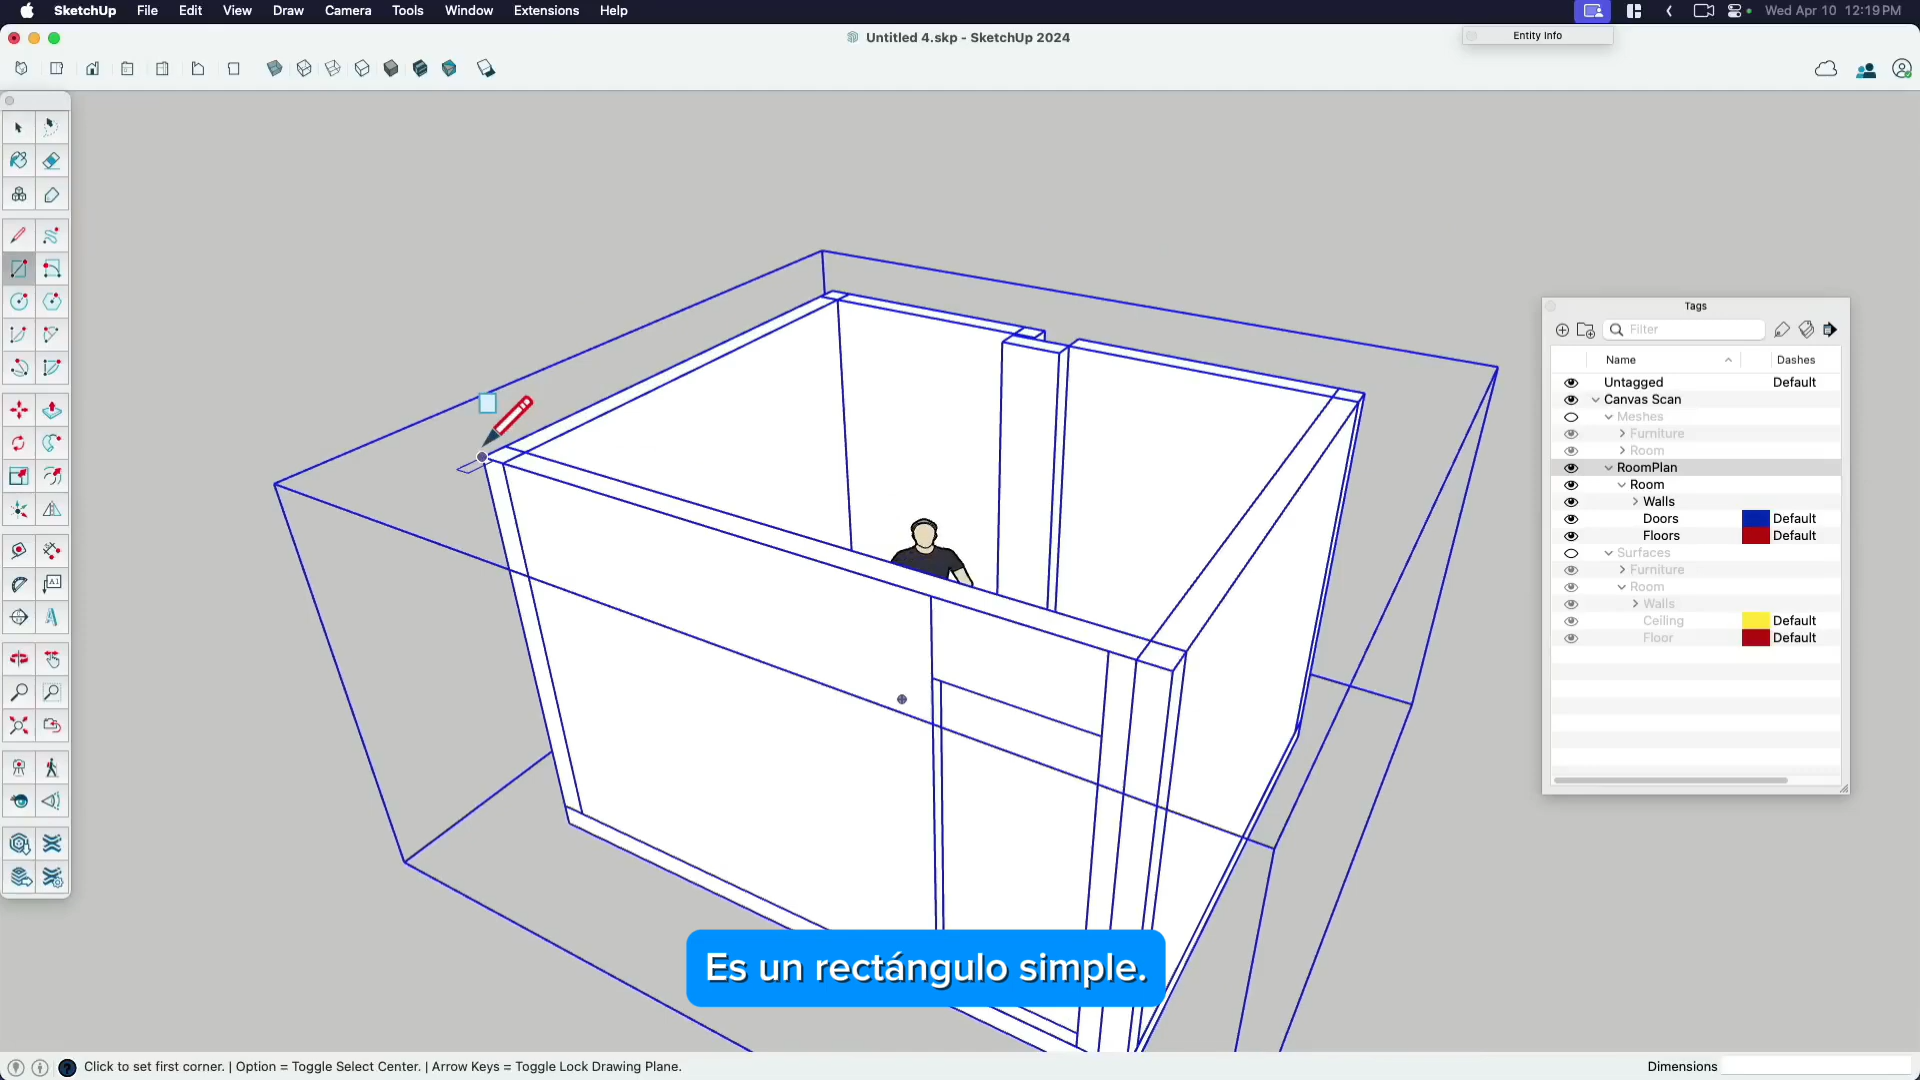 SketchUp File Edit View Draw Camera Tools Window Extensions Help Wed Apr 10 12:19 PM
Untitled 4.skp - SketchUp 2024
Entity Info
Tags
Filter
Name Dashes
Untagged Default
Canvas Scan
Meshes
Furniture
Room
RoomPlan
Room
Walls
Doors Default
Floors Default
Surfaces
Furniture
Room
Walls
Ceiling Default
Floor Default
A1
A
Es un rectángulo simple.
Click to set first corner. | Option = Toggle Select Center. | Arrow Keys = Toggle Lock Drawing Plane.
Dimensions